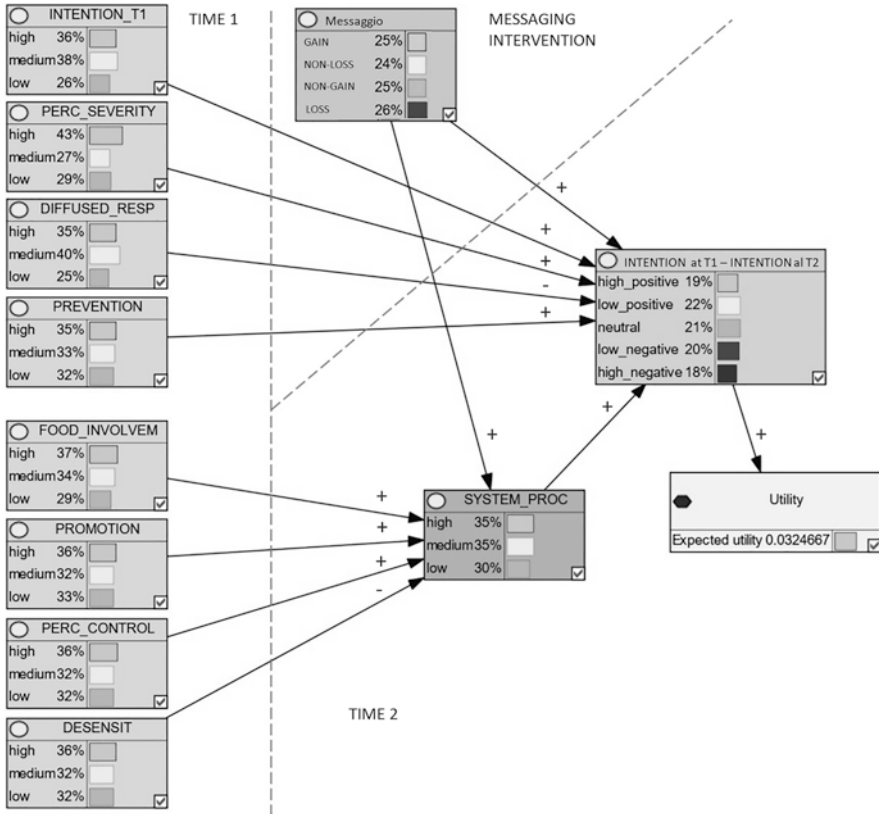 INTENTION_T1
high 36%
medium 38%
low 26%
TIME 1
Messaggio
GAIN 25%
NON-LOSS 24%
NON-GAIN 25%
LOSS 26%
MESSAGING
INTERVENTION
PERC_SEVERITY
high 43%
medium 27%
low 29%
DIFFUSED_RESP
high 35%
medium 40%
low 25%
PREVENTION
high 35%
medium 33%
low 32%
+
+
+
-
+
INTENTION at T1 – INTENTION al T2
high_positive 19%
low_positive 22%
neutral 21%
low_negative 20%
high_negative 18%
FOOD_INVOLVEM
high 37%
medium 34%
low 29%
PROMOTION
high 36%
medium 32%
low 33%
PERC_CONTROL
high 36%
medium 32%
low 32%
DESENSIT
high 36%
medium 32%
low 32%
+
+
+
-
+
+
+
SYSTEM_PROC
high 35%
medium 35%
low 30%
Utility
Expected utility 0.0324667
TIME 2